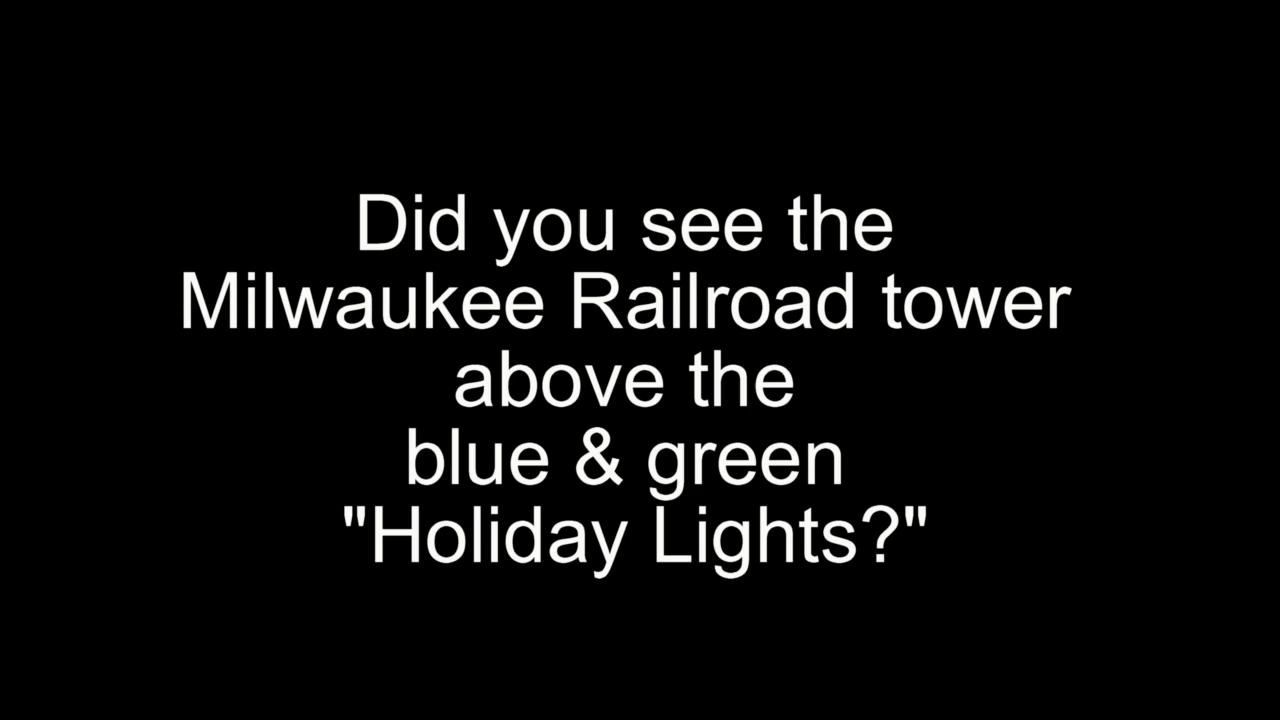 Did you see the
Milwaukee Railroad tower
above the
blue & green
"Holiday Lights?"